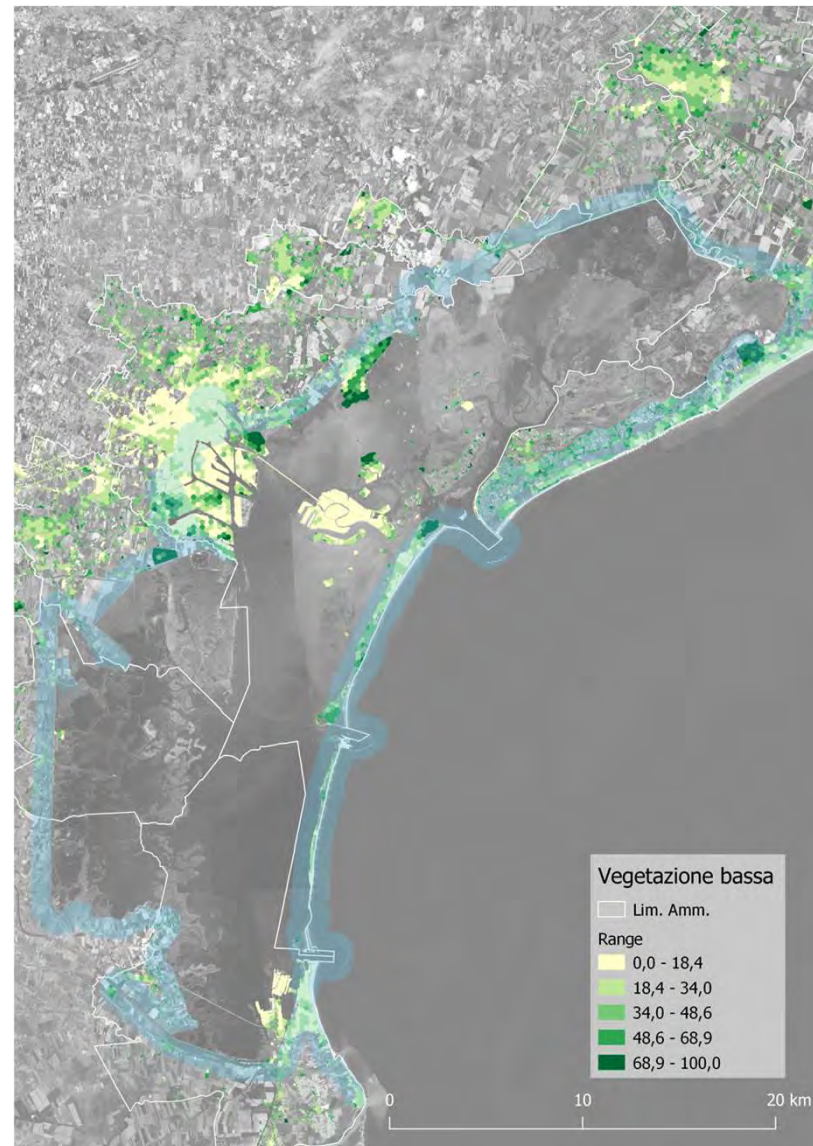 Vegetazione bassa
Lim. Amm.
Range
0,0 - 18,4
18,4 - 34,0
34,0 - 48,6
48,6 - 68,9
68,9 - 100,0
0 10 20 km